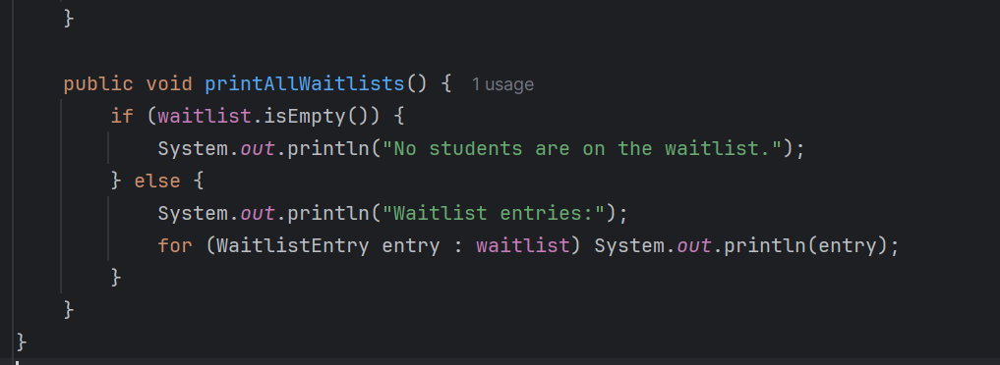 }
public void printAllWaitlists() { 1 usage
if (waitlist.isEmpty()) {
System.out.println("No students are on the waitlist.");
} else {
System.out.println("Waitlist entries:");
for (WaitlistEntry entry : waitlist) System.out.println(entry);
}
}
}